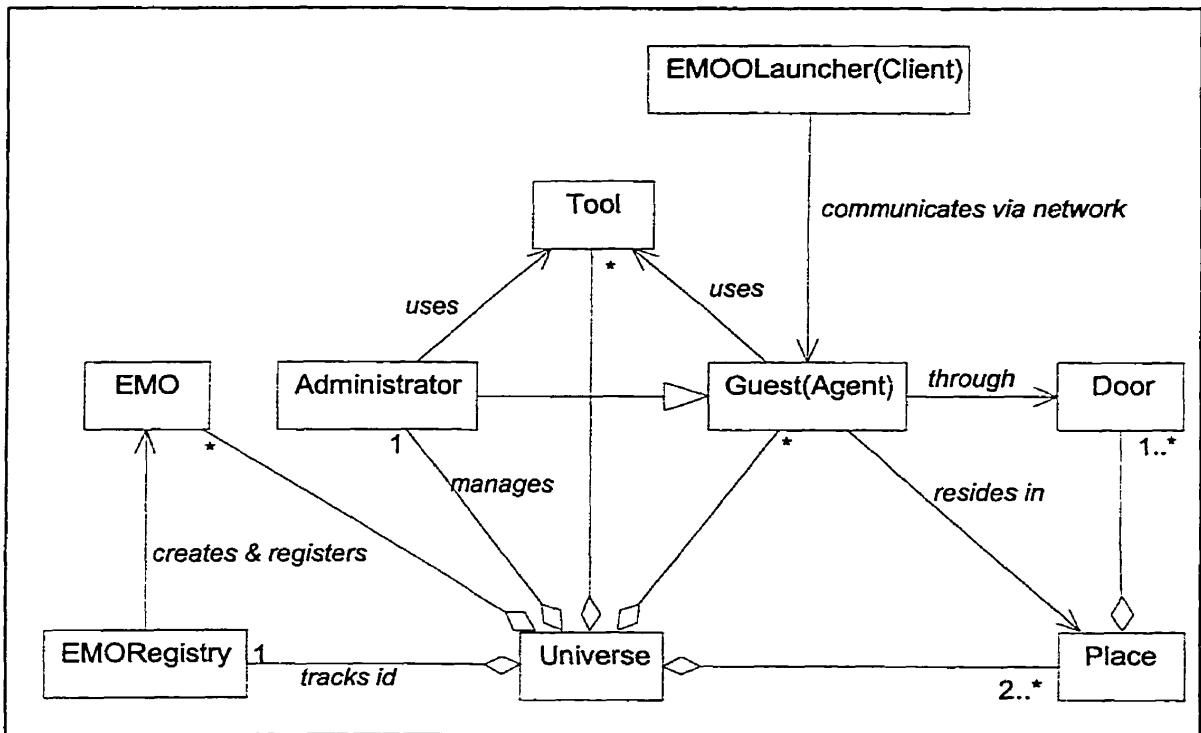 EMOOLauncher(Client)
Tool
communicates via network
*
uses
uses
EMO
Administrator
Guest(Agent)
through
Door
*
1
*
1..*
manages
resides in
creates & registers
EMORegistry
1
tracks id
Universe
Place
2..*